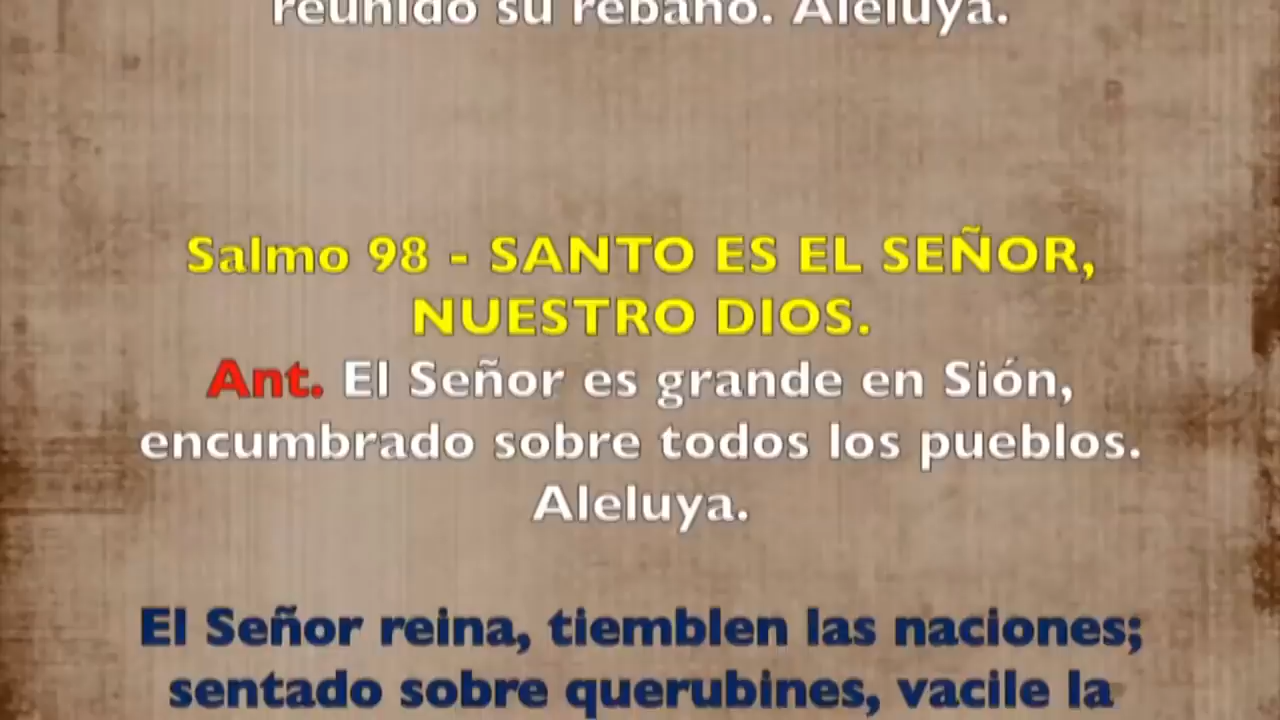 reunido su rebaño. Aleluya.
Salmo 98 - SANTO ES EL SEÑOR,
NUESTRO DIOS.
Ant. El Señor es grande en Sión,
encumbrado sobre todos los pueblos.
Aleluya.
El Señor reina, tiemblen las naciones;
sentado sobre querubines, vacile la